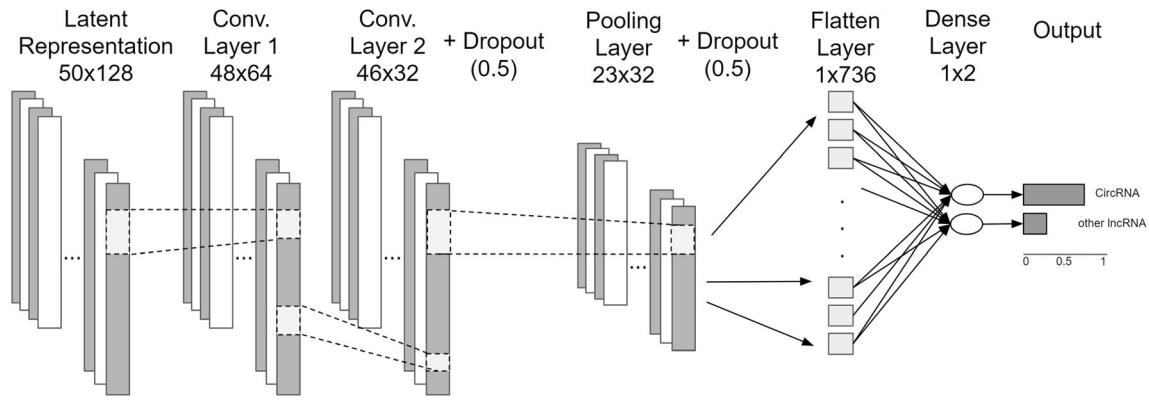 Latent
Representation
50x128
Conv.
Layer 1
48x64
Conv.
Layer 2
46x32
+ Dropout
(0.5)
Pooling
Layer
23x32
+ Dropout
(0.5)
Flatten
Layer
1x736
Dense
Layer
1x2
Output
...
...
...
...
CircRNA
other lncRNA
0 0.5 1